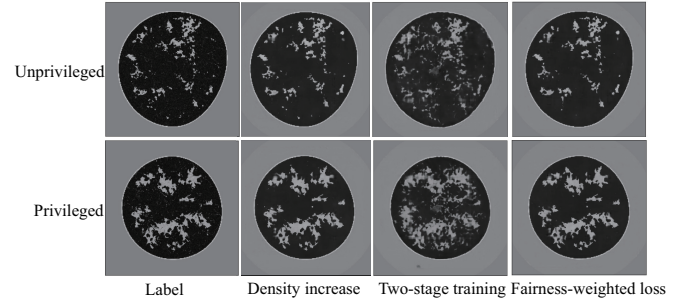 Unprivileged
Privileged
Label Density increase Two-stage training Fairness-weighted loss